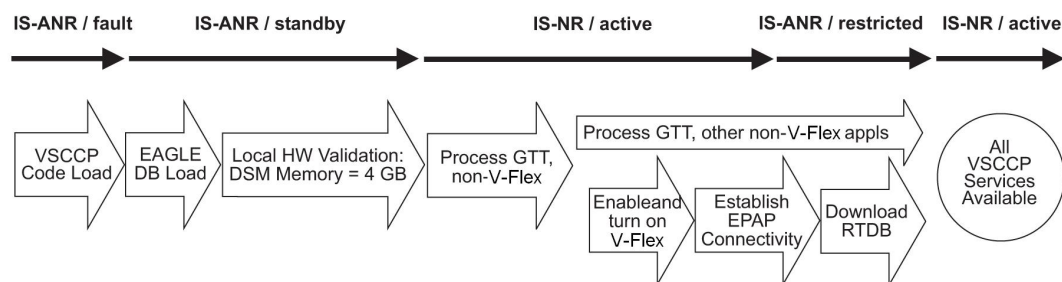 IS-ANR / fault
IS-ANR / standby
IS-NR / active
IS-ANR / restricted
IS-NR / active
VSCCP
Code Load
EAGLE
DB Load
Local HW Validation:
DSM Memory = 4 GB
Process GTT,
non-V-Flex
Process GTT, other non-V-Flex appls
Enableand
turn on
V-Flex
Establish
EPAP
Connectivity
Download
RTDB
All
VSCCP
Services
Available